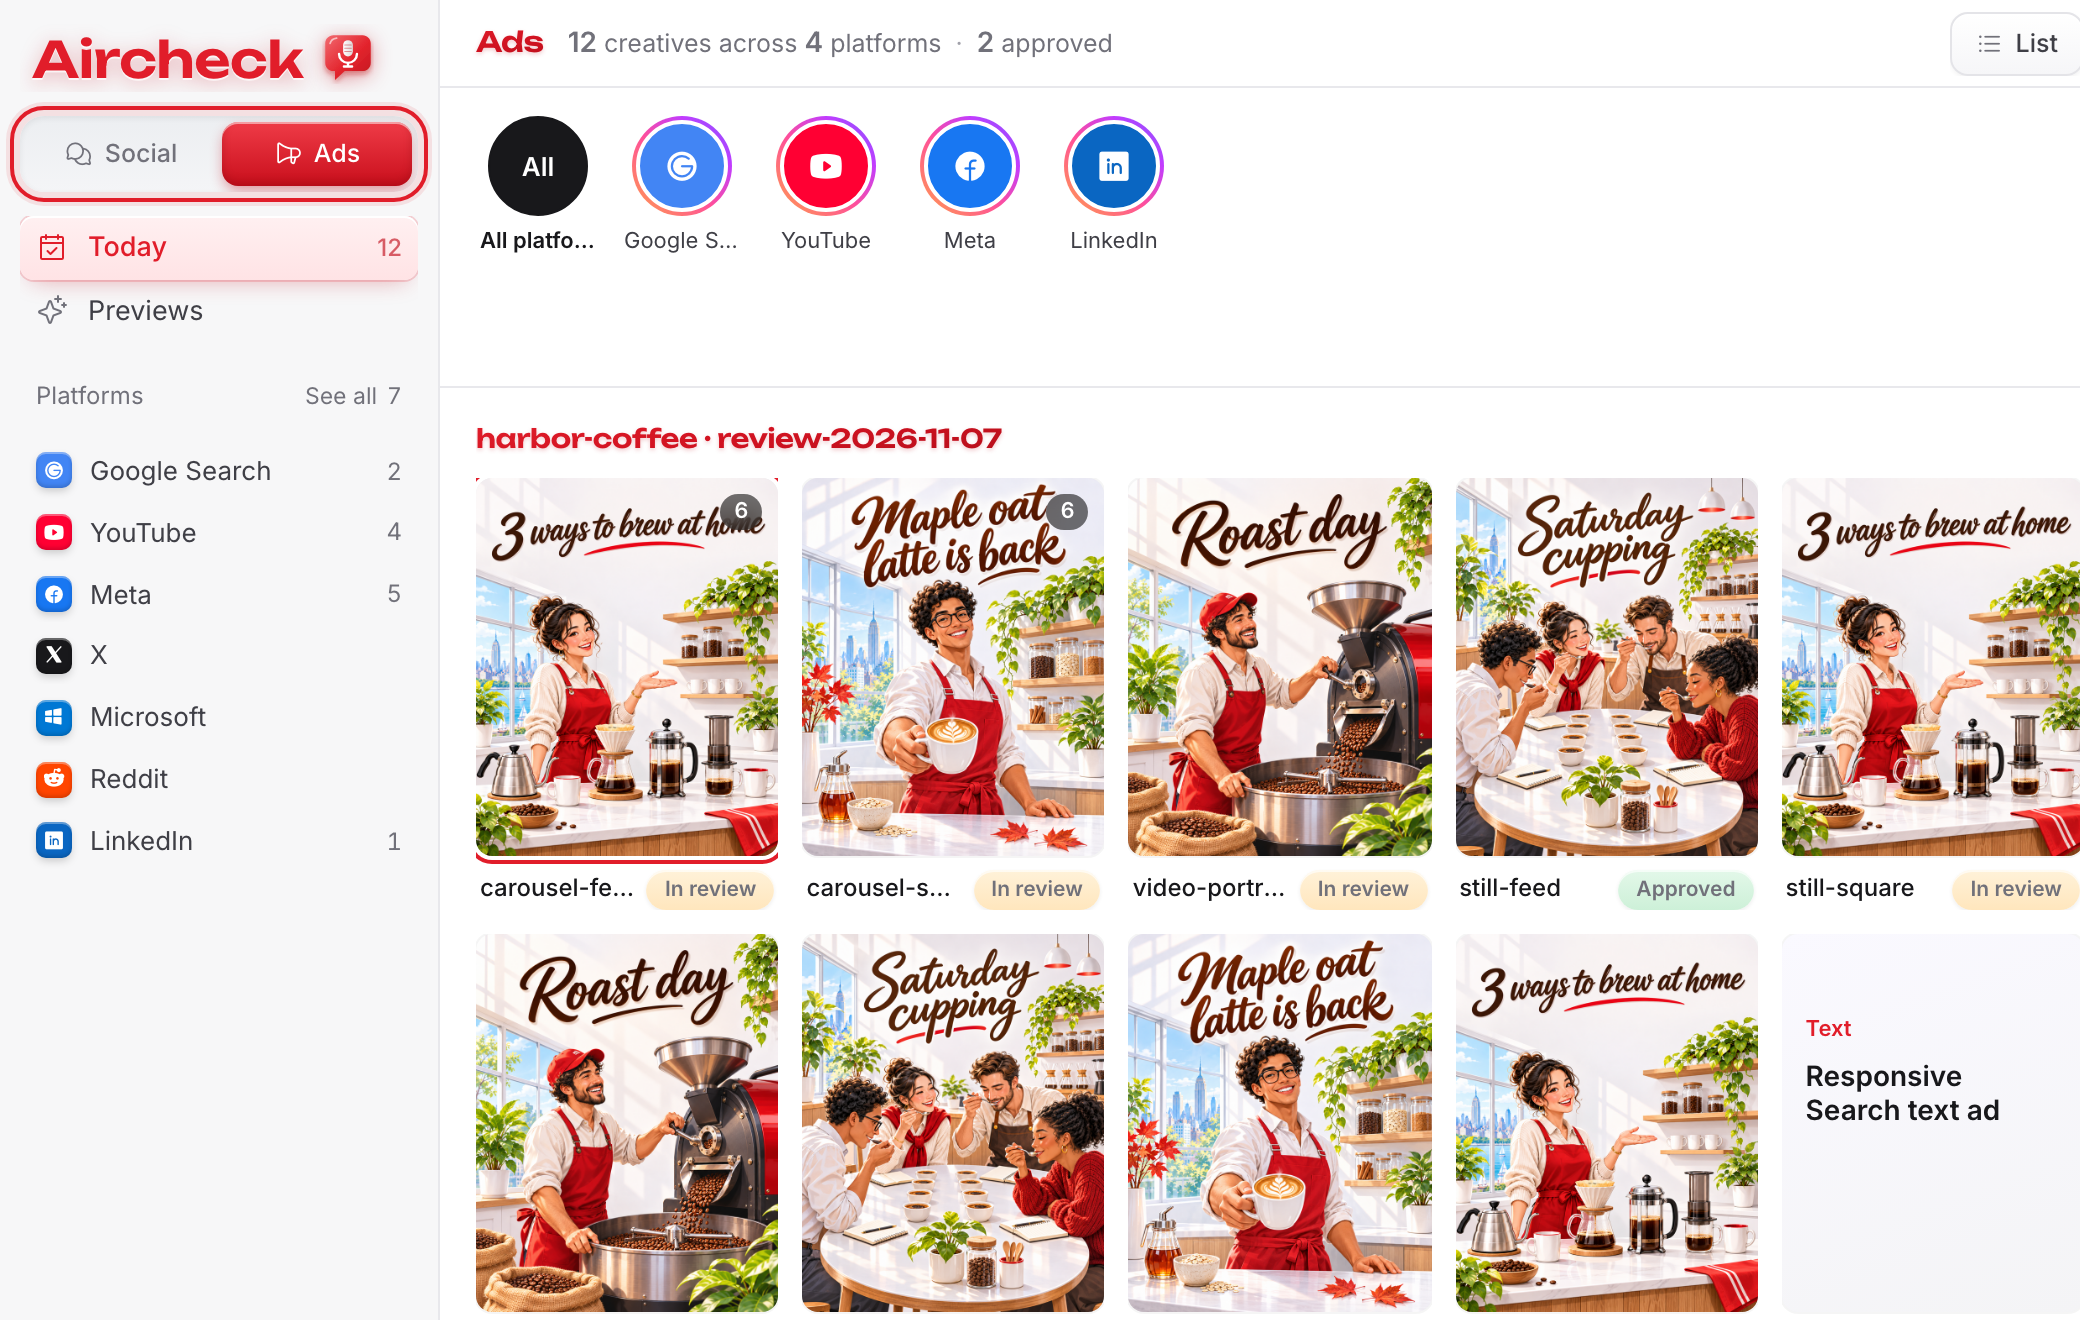 Aircheck
Social
Ads
Today 12
Previews
Platforms See all 7
Google Search 2
YouTube 4
Meta 5
X
Microsoft
Reddit
LinkedIn 1
Ads 12 creatives across 4 platforms · 2 approved
List
All
All platfo...
Google S...
YouTube
Meta
LinkedIn
harbor-coffee · review-2026-11-07
3 ways to brew at home
6
Maple oat
latte is back
6
Roast day
Saturday
cupping
3 ways to brew at home
carousel-fe... In review
carousel-s... In review
video-portr... In review
still-feed Approved
still-square In review
Roast day
Saturday
cupping
Maple oat
latte is back
3 ways to brew at home
Text
Responsive
Search text ad